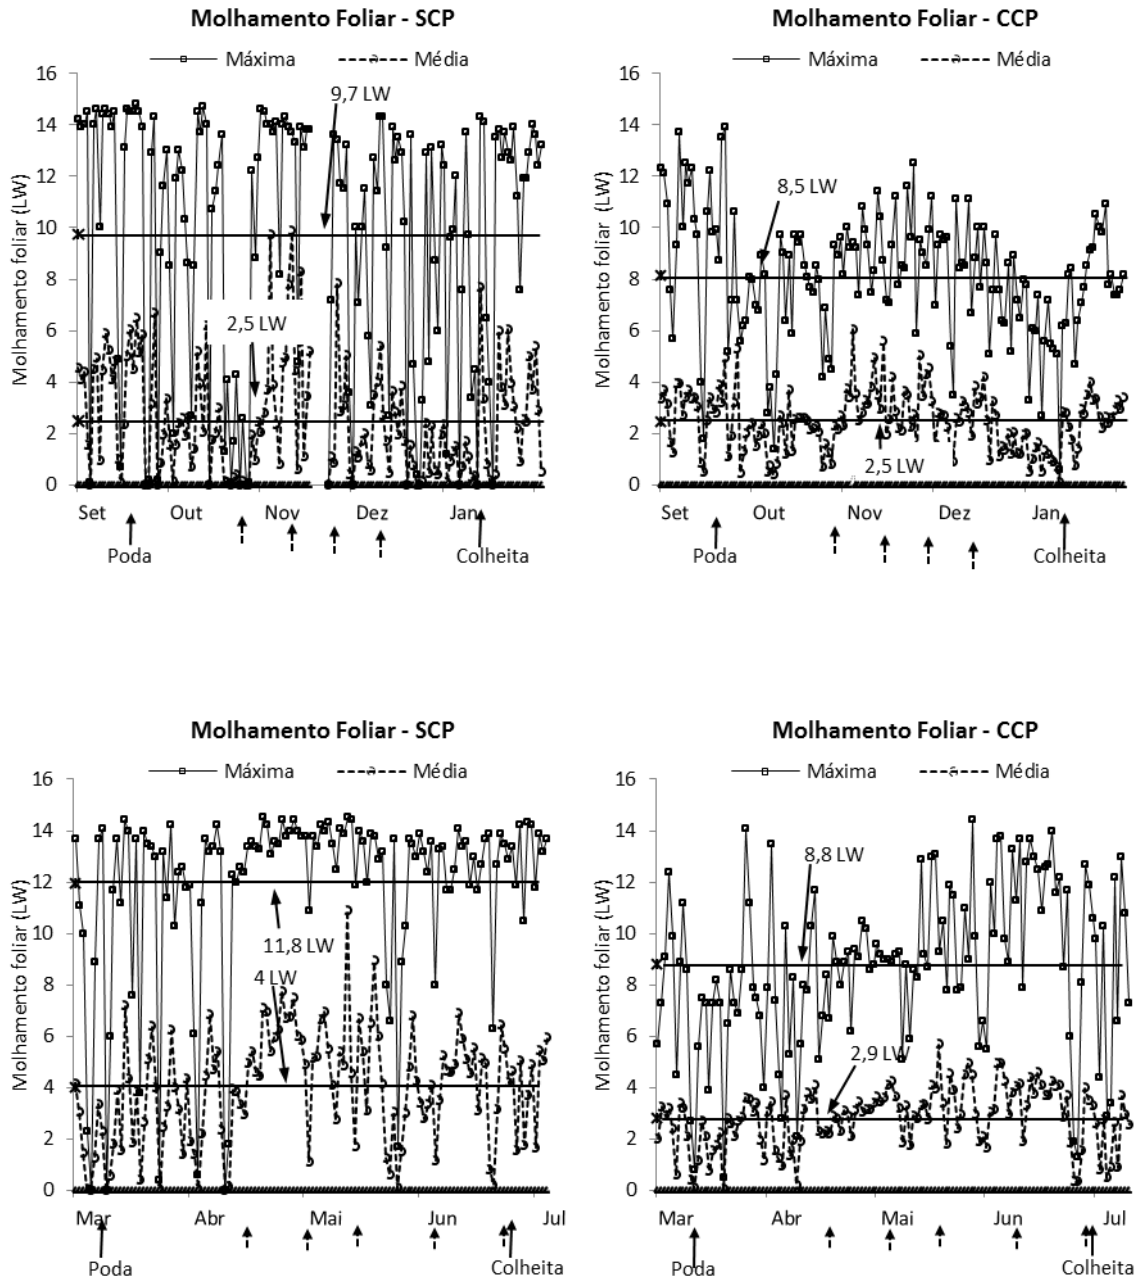 Molhamento Foliar - SCP
Máxima Média
Molhamento foliar (LW)
16
14
12
10
8
6
4
2
0
9,7 LW
2,5 LW
Set Out Nov Dez Jan
Poda Colheita
Molhamento Foliar - CCP
Máxima Média
Molhamento foliar (LW)
16
14
12
10
8
6
4
2
0
8,5 LW
2,5 LW
Set Out Nov Dez Jan
Poda Colheita
Molhamento Foliar - SCP
Máxima Média
Molhamento foliar (LW)
16
14
12
10
8
6
4
2
0
11,8 LW
4 LW
Mar Abr Mai Jun Jul
Poda Colheita
Molhamento Foliar - CCP
Máxima Média
Molhamento foliar (LW)
16
14
12
10
8
6
4
2
0
8,8 LW
2,9 LW
Mar Abr Mai Jun Jul
Poda Colheita